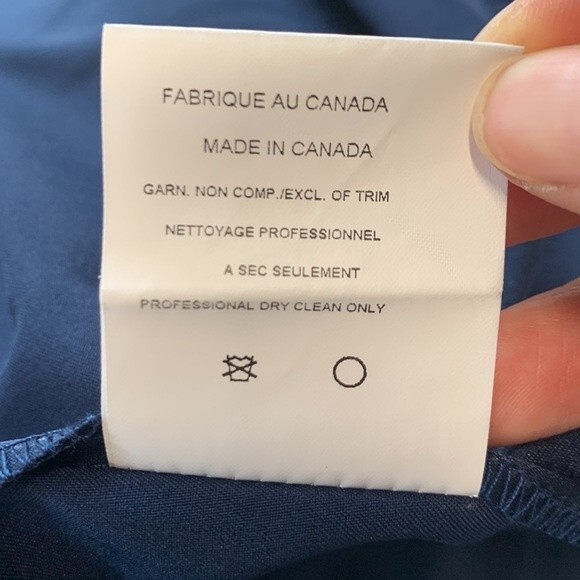 FABRIQUE AU CANADA
MADE IN CANADA
GARN. NON COMP./EXCL. OF TRIM
NETTOYAGE PROFESSIONNEL
A SEC SEULEMENT
PROFESSIONAL DRY CLEAN ONLY